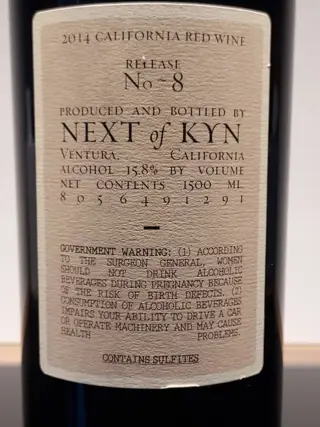 2014 CALIFORNIA RED WINE
RELEASE
No ~ 8
PRODUCED AND BOTTLED BY
NEXT of KYN
VENTURA, CALIFORNIA
ALCOHOL 15.8% BY VOLUME
NET CONTENTS 1500 ML
8 0 5 6 4 9 1 2 9 1
GOVERNMENT WARNING: (1) ACCORDING
TO THE SURGEON GENERAL, WOMEN
SHOULD NOT DRINK ALCOHOLIC
BEVERAGES DURING PREGNANCY BECAUSE
OF THE RISK OF BIRTH DEFECTS. (2)
CONSUMPTION OF ALCOHOLIC BEVERAGES
IMPAIRS YOUR ABILITY TO DRIVE A CAR
OR OPERATE MACHINERY AND MAY CAUSE
HEALTH PROBLEMS.
CONTAINS SULFITES